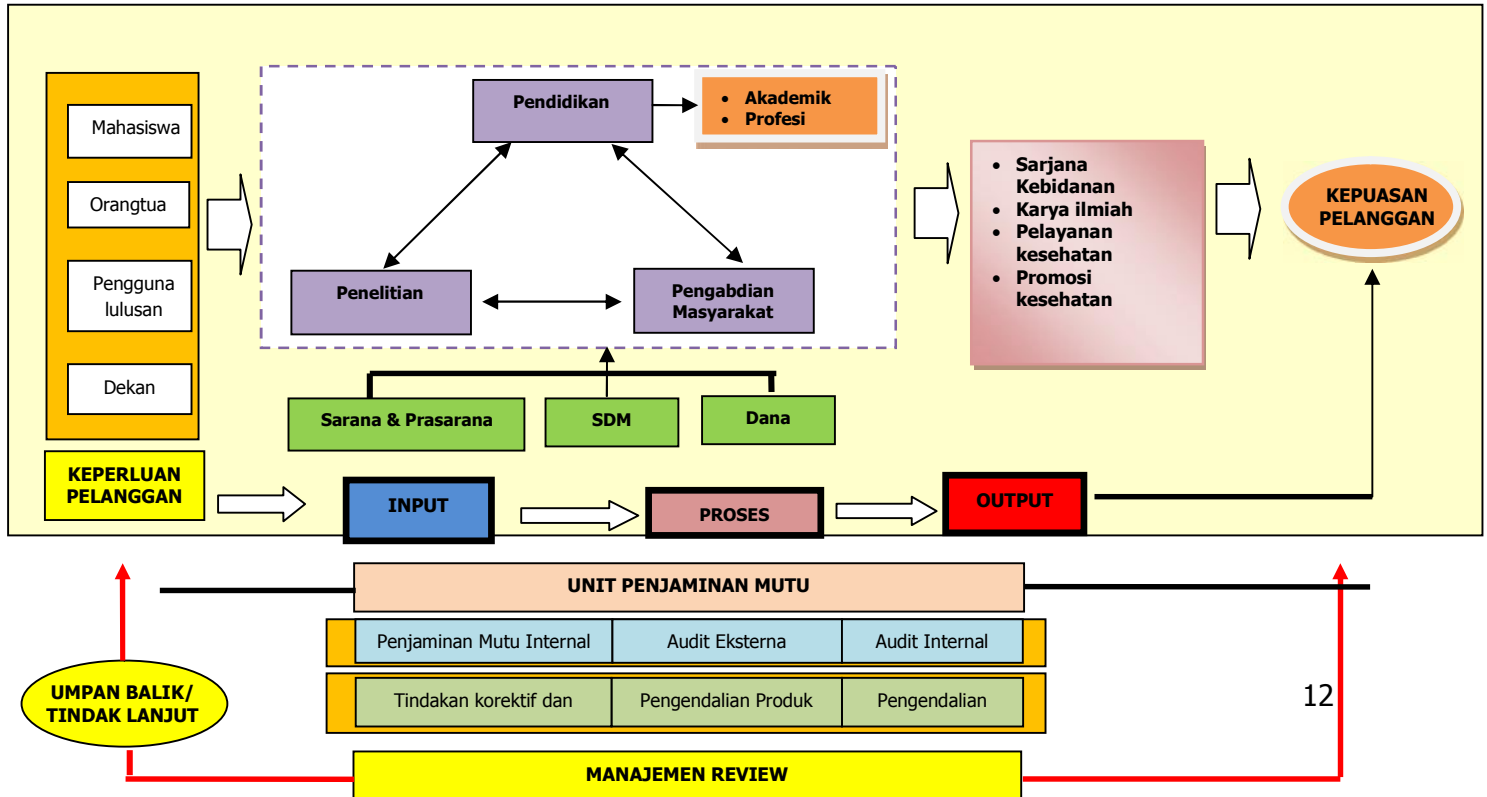 Mahasiswa
Orangtua
Pengguna
lulusan
Dekan
Pendidikan
• Akademik
• Profesi
Penelitian
Pengabdian
Masyarakat
Sarana & Prasarana
SDM
Dana
• Sarjana
Kebidanan
• Karya ilmiah
• Pelayanan
kesehatan
• Promosi
kesehatan
KEPUASAN
PELANGGAN
KEPERLUAN
PELANGGAN
INPUT
PROSES
OUTPUT
UNIT PENJAMINAN MUTU
Penjaminan Mutu Internal
Audit Eksterna
Audit Internal
Tindakan korektif dan
Pengendalian Produk
Pengendalian
UMPAN BALIK/
TINDAK LANJUT
12
MANAJEMEN REVIEW